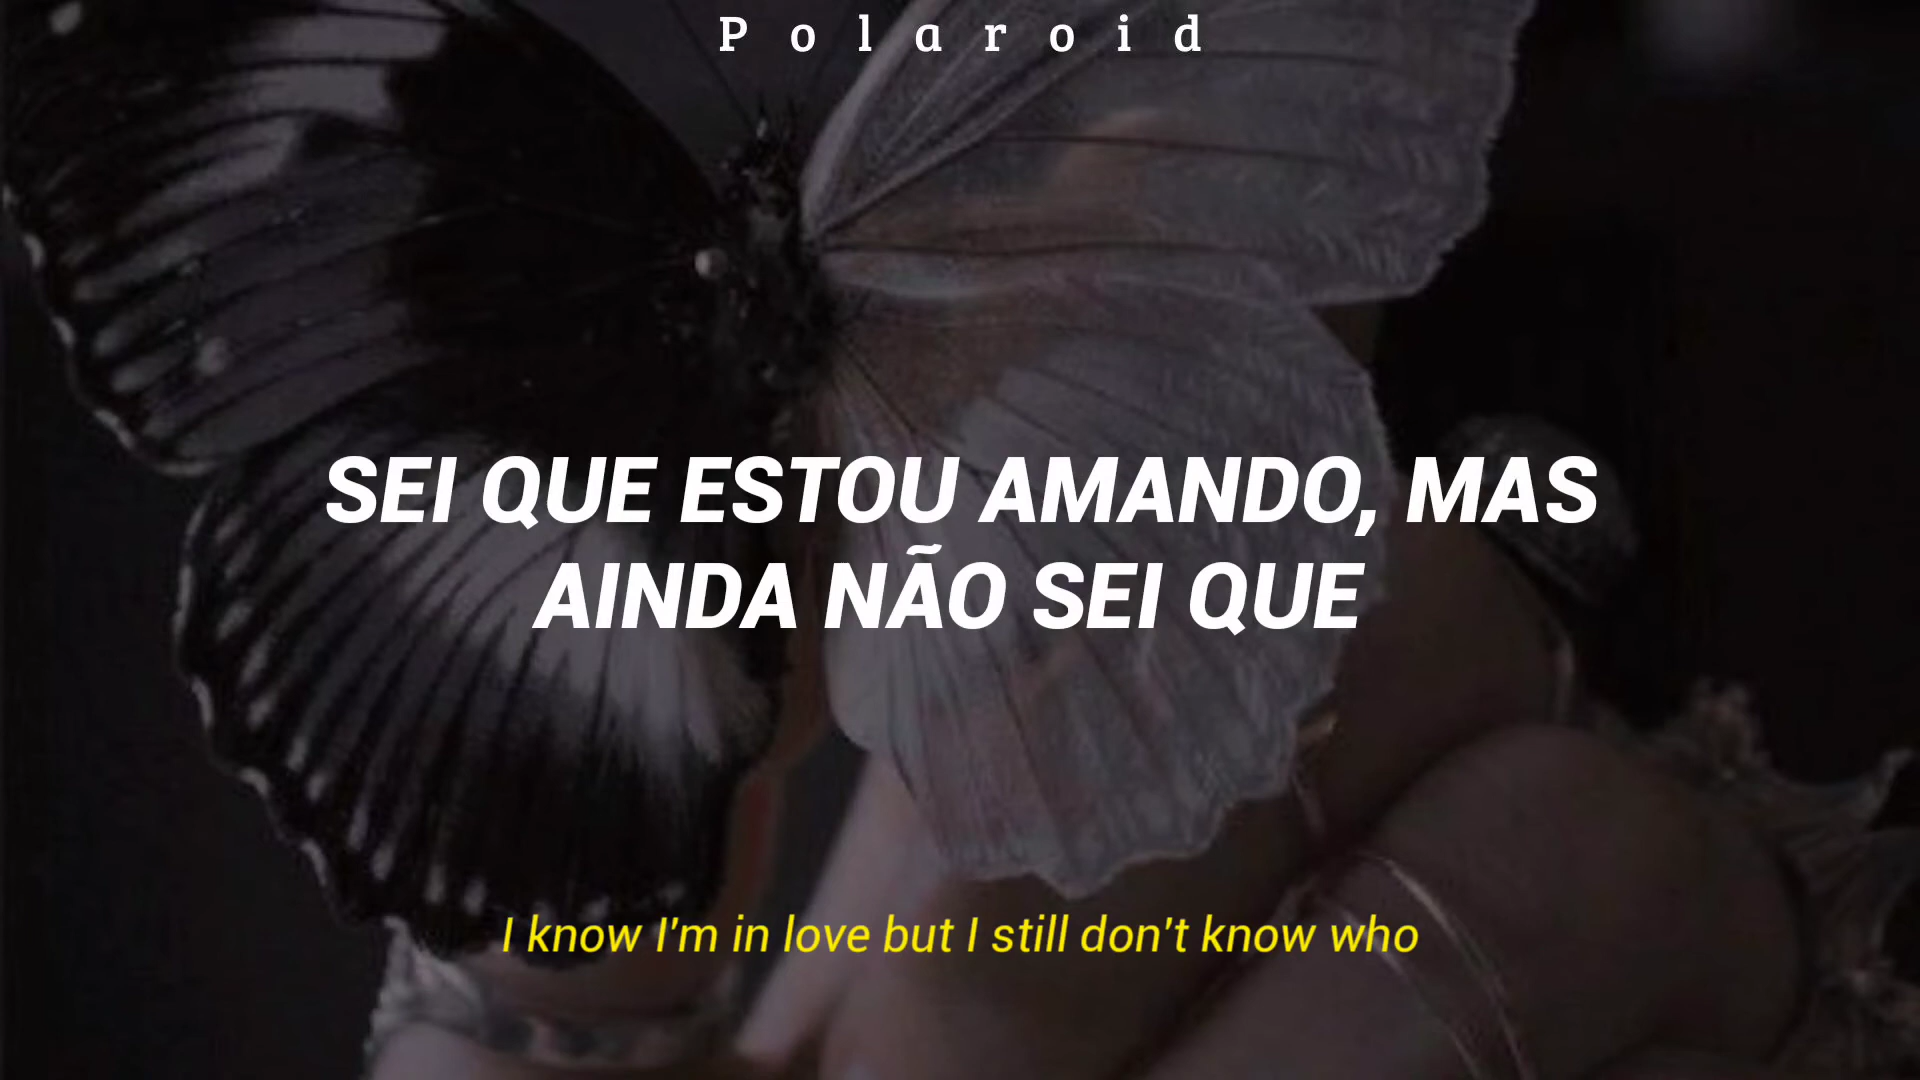 Polaroid
SEI QUE ESTOU AMANDO, MAS
AINDA NÃO SEI QUE
I know I'm in love but I still don't know who